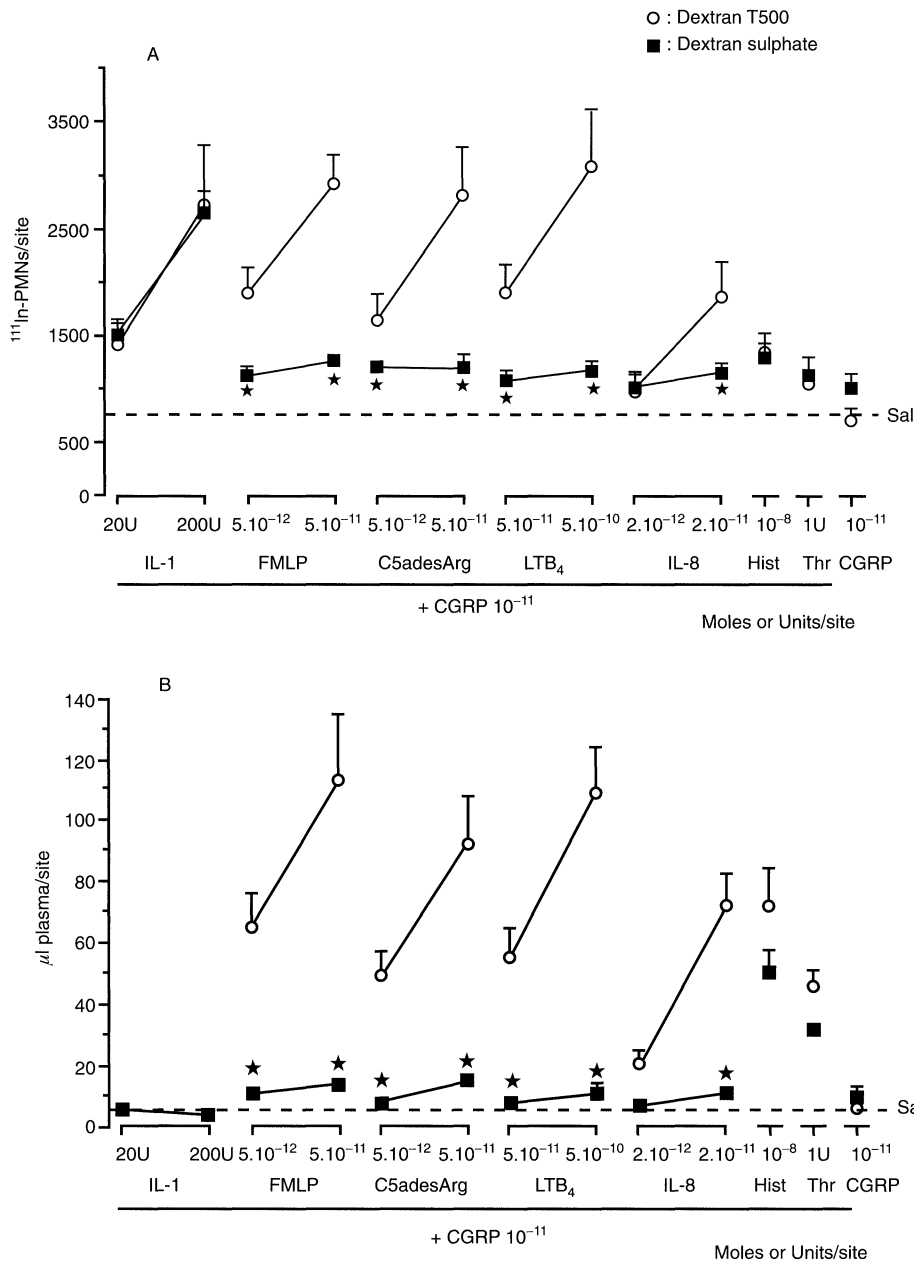 ○ : Dextran T500
■ : Dextran sulphate
A
¹¹¹In-PMNs/site
3500
2500
1500
500
0
Sal
20U 200U 5.10⁻¹² 5.10⁻¹¹ 5.10⁻¹² 5.10⁻¹¹ 5.10⁻¹¹ 5.10⁻¹⁰ 2.10⁻¹² 2.10⁻¹¹ 10⁻⁸ 1U 10⁻¹¹
IL-1 FMLP C5adesArg LTB₄ IL-8 Hist Thr CGRP
+ CGRP 10⁻¹¹
Moles or Units/site
B
μl plasma/site
140
120
100
80
60
40
20
0
Sa
20U 200U 5.10⁻¹² 5.10⁻¹¹ 5.10⁻¹² 5.10⁻¹¹ 5.10⁻¹¹ 5.10⁻¹⁰ 2.10⁻¹² 2.10⁻¹¹ 10⁻⁸ 1U 10⁻¹¹
IL-1 FMLP C5adesArg LTB₄ IL-8 Hist Thr CGRP
+ CGRP 10⁻¹¹
Moles or Units/site